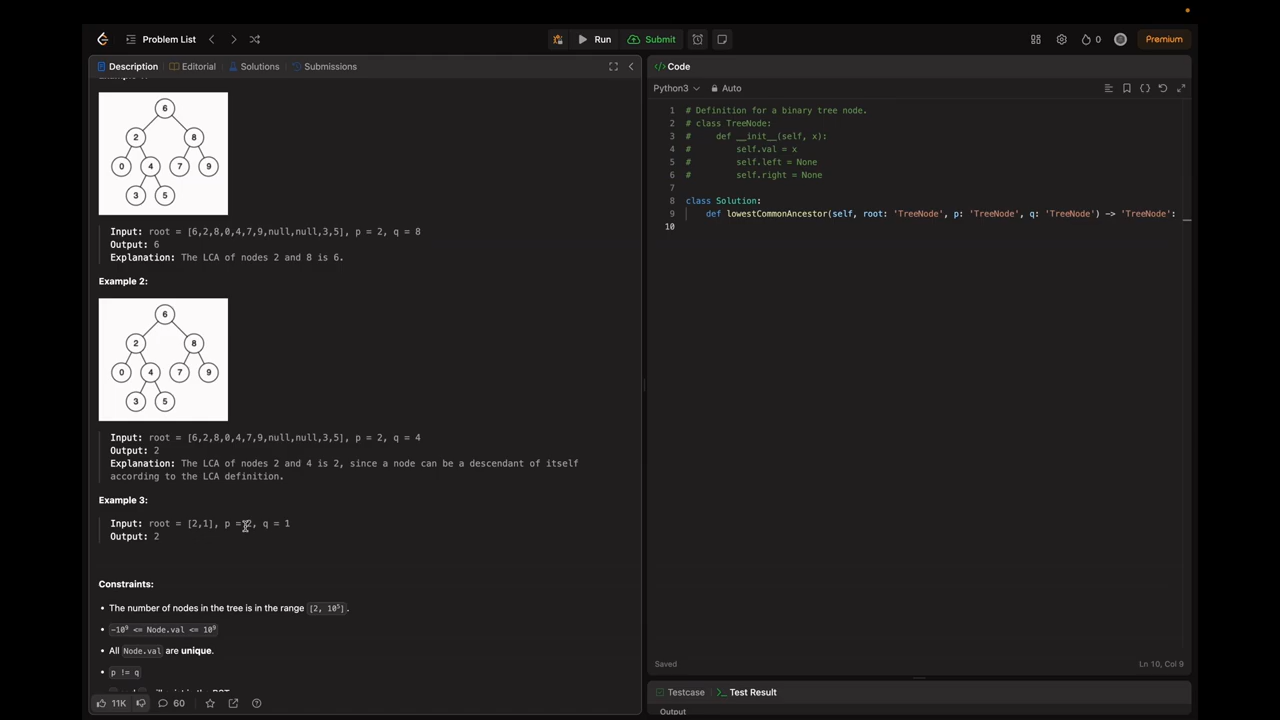 Problem List
Run
Submit
0
Premium
Description
Editorial
Solutions
Submissions
6
2
8
0
4
7
9
3
5
Input: root = [6,2,8,0,4,7,9,null,null,3,5], p = 2, q = 8
Output: 6
Explanation: The LCA of nodes 2 and 8 is 6.
Example 2:
6
2
8
0
4
7
9
3
5
Input: root = [6,2,8,0,4,7,9,null,null,3,5], p = 2, q = 4
Output: 2
Explanation: The LCA of nodes 2 and 4 is 2, since a node can be a descendant of itself
according to the LCA definition.
Example 3:
Input: root = [2,1], p = 2, q = 1
Output: 2
Constraints:
• The number of nodes in the tree is in the range [2, 10⁵].
• -10⁹ <= Node.val <= 10⁹
• All Node.val are unique.
• p != q
11K
60
</> Code
Python3
Auto
1 # Definition for a binary tree node.
2 # class TreeNode:
3 #     def __init__(self, x):
4 #         self.val = x
5 #         self.left = None
6 #         self.right = None
7
8 class Solution:
9     def lowestCommonAncestor(self, root: 'TreeNode', p: 'TreeNode', q: 'TreeNode') -> 'TreeNode':
10
Saved
Ln 10, Col 9
Testcase
Test Result
Output